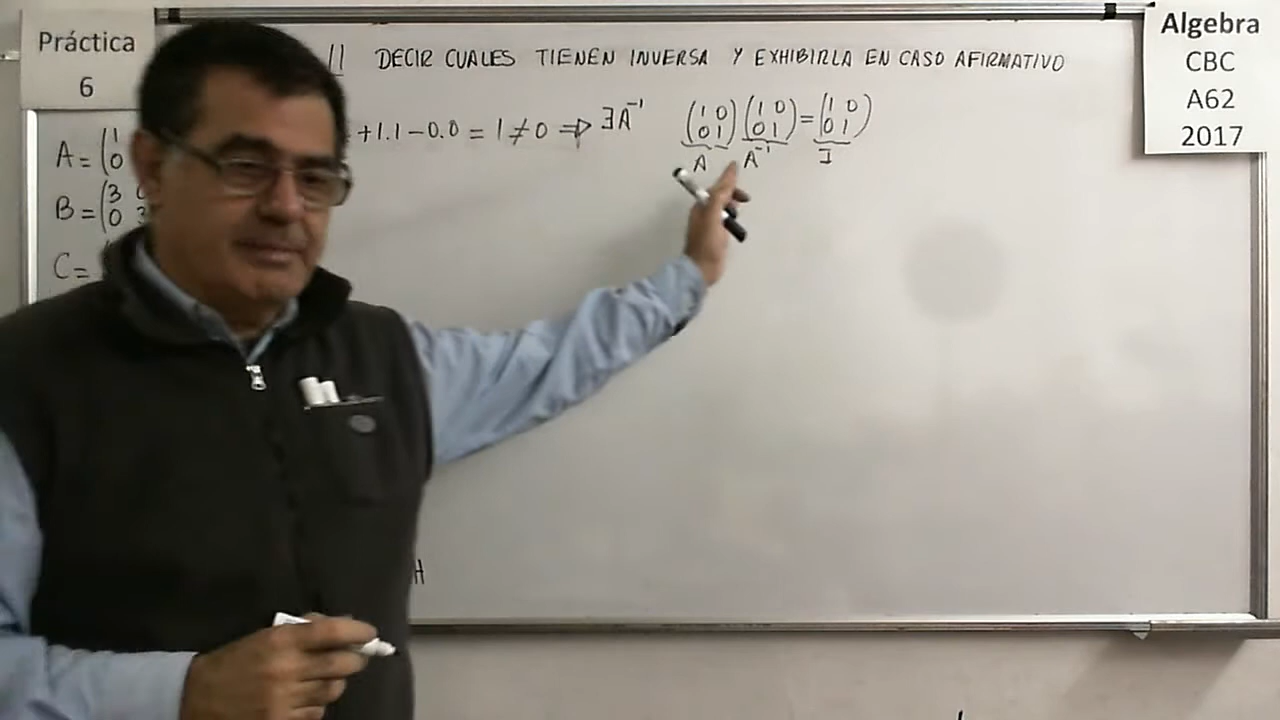 Práctica
6
Algebra
CBC
A62
2017
11 DECIR CUALES TIENEN INVERSA Y EXHIBIRLA EN CASO AFIRMATIVO
A = (1
0
+1.1-0.0 = 1 ≠ 0 ⇒ ∃A⁻¹
(1 0) (1 0) = (1 0)
(0 1) (0 1) (0 1)
A A⁻¹ I
B = (3
0 3
C =
H